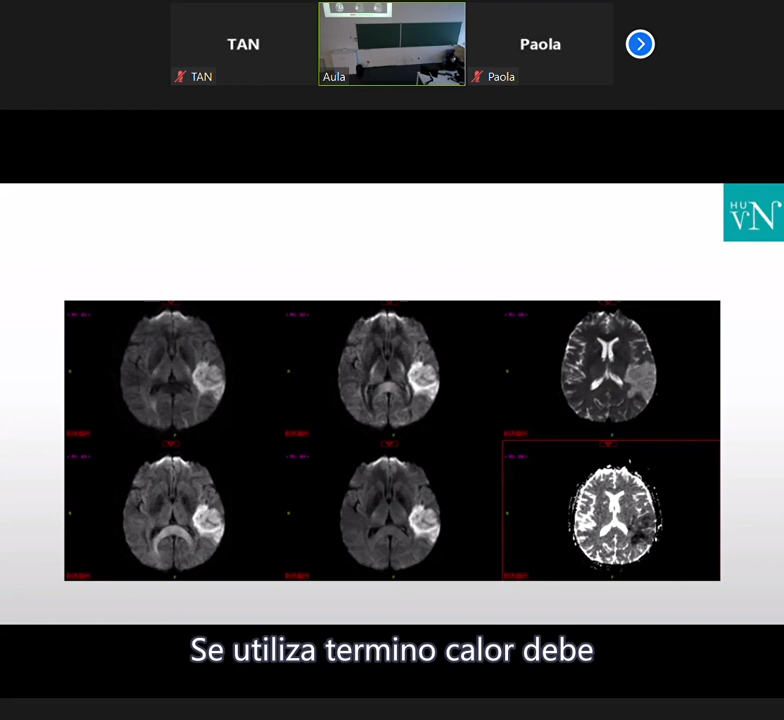 TAN
Paola
TAN
Aula
Paola
HU
VN
Se utiliza termino calor debe